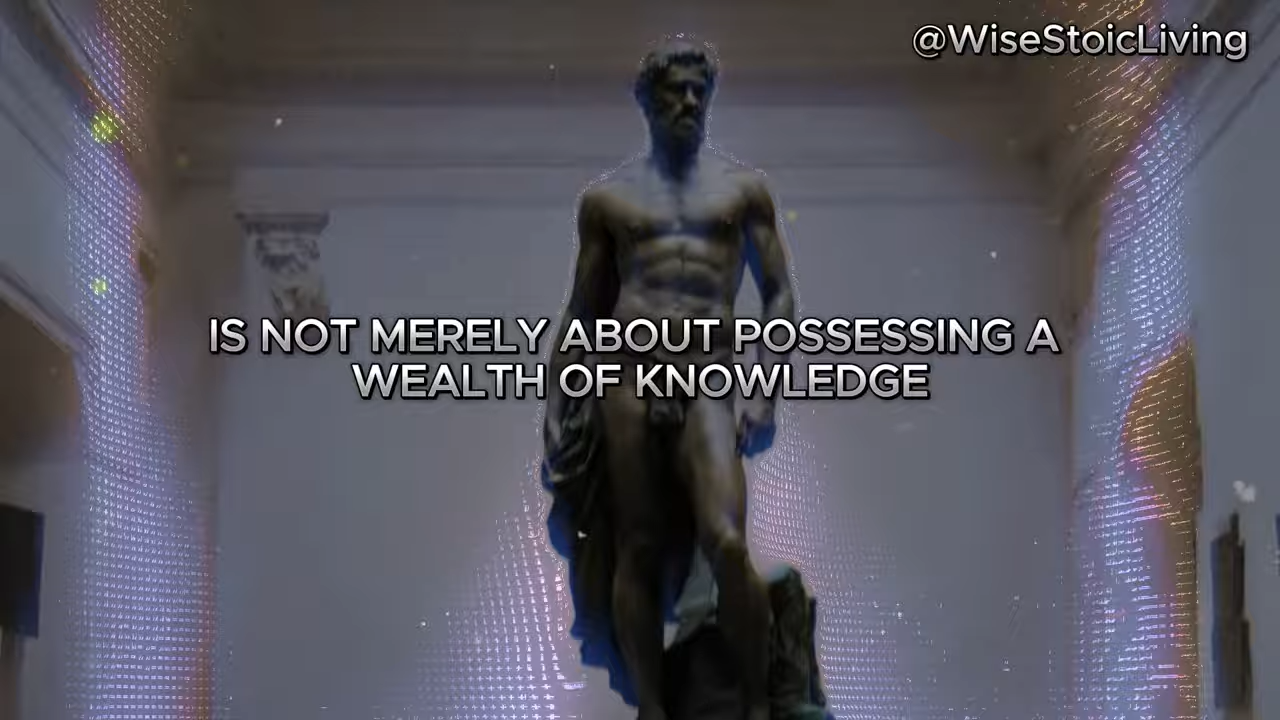 @WiseStoicLiving
IS NOT MERELY ABOUT POSSESSING A
WEALTH OF KNOWLEDGE